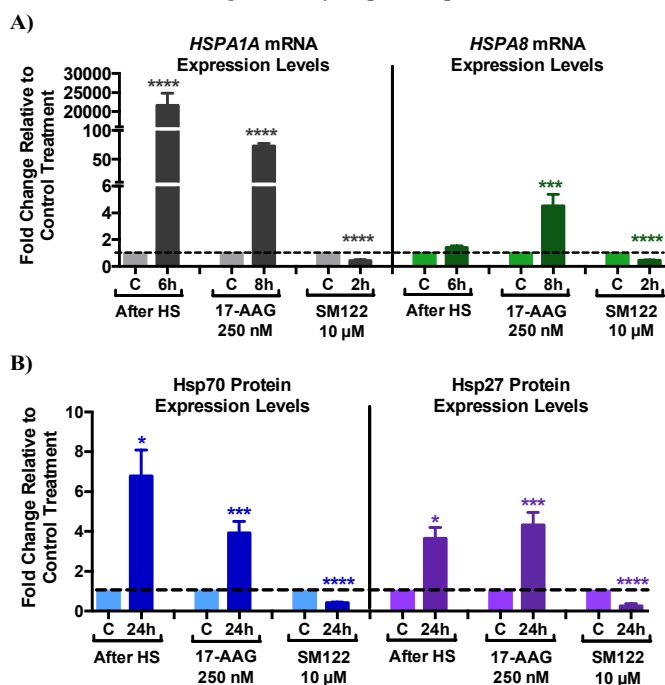 A)
HSPA1A mRNA
Expression Levels
HSPA8 mRNA
Expression Levels
Fold Change Relative to
Control Treatment
30000
25000
20000
100
50
6
4
2
0
****
****
****
***
****
C 6h C 8h C 2h C 6h C 8h C 2h
After HS 17-AAG SM122 After HS 17-AAG SM122
250 nM 10 µM 250 nM 10 µM
B)
Hsp70 Protein
Expression Levels
Hsp27 Protein
Expression Levels
Fold Change Relative to
Control Treatment
10
8
6
4
2
0
*
***
****
*
***
****
C 24h C 24h C 24h C 24h C 24h C 24h
After HS 17-AAG SM122 After HS 17-AAG SM122
250 nM 10 µM 250 nM 10 µM